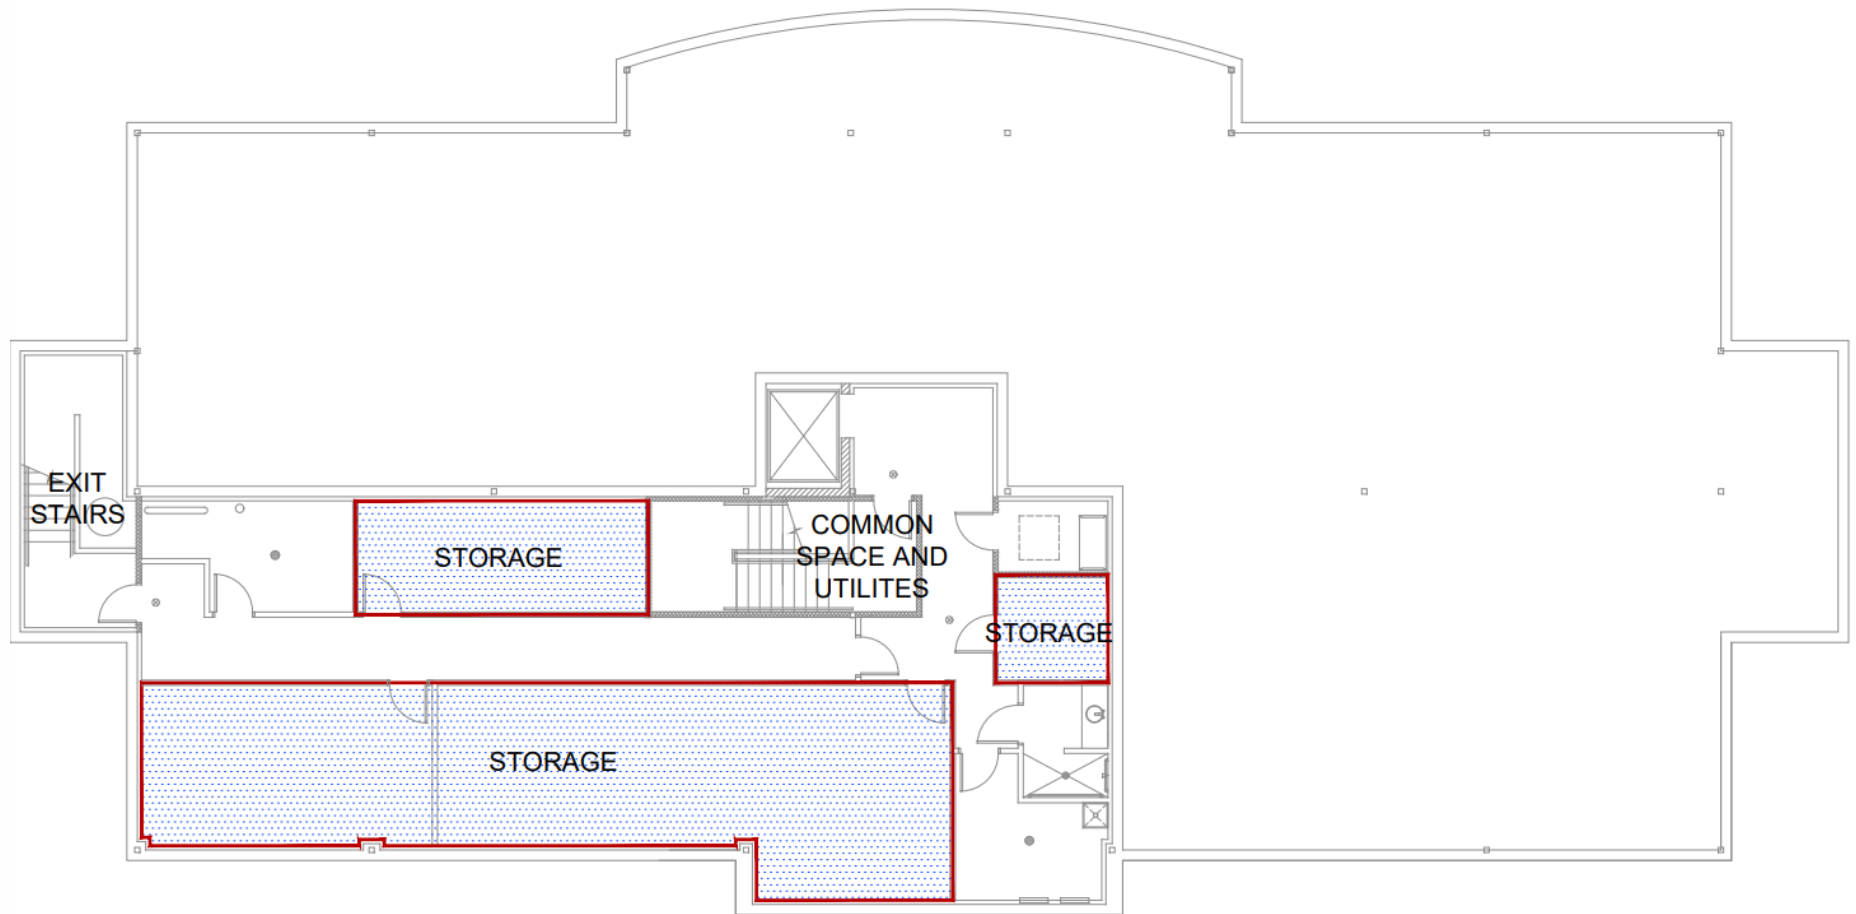 EXIT
STAIRS
STORAGE
COMMON
SPACE AND
UTILITES
STORAGE
STORAGE